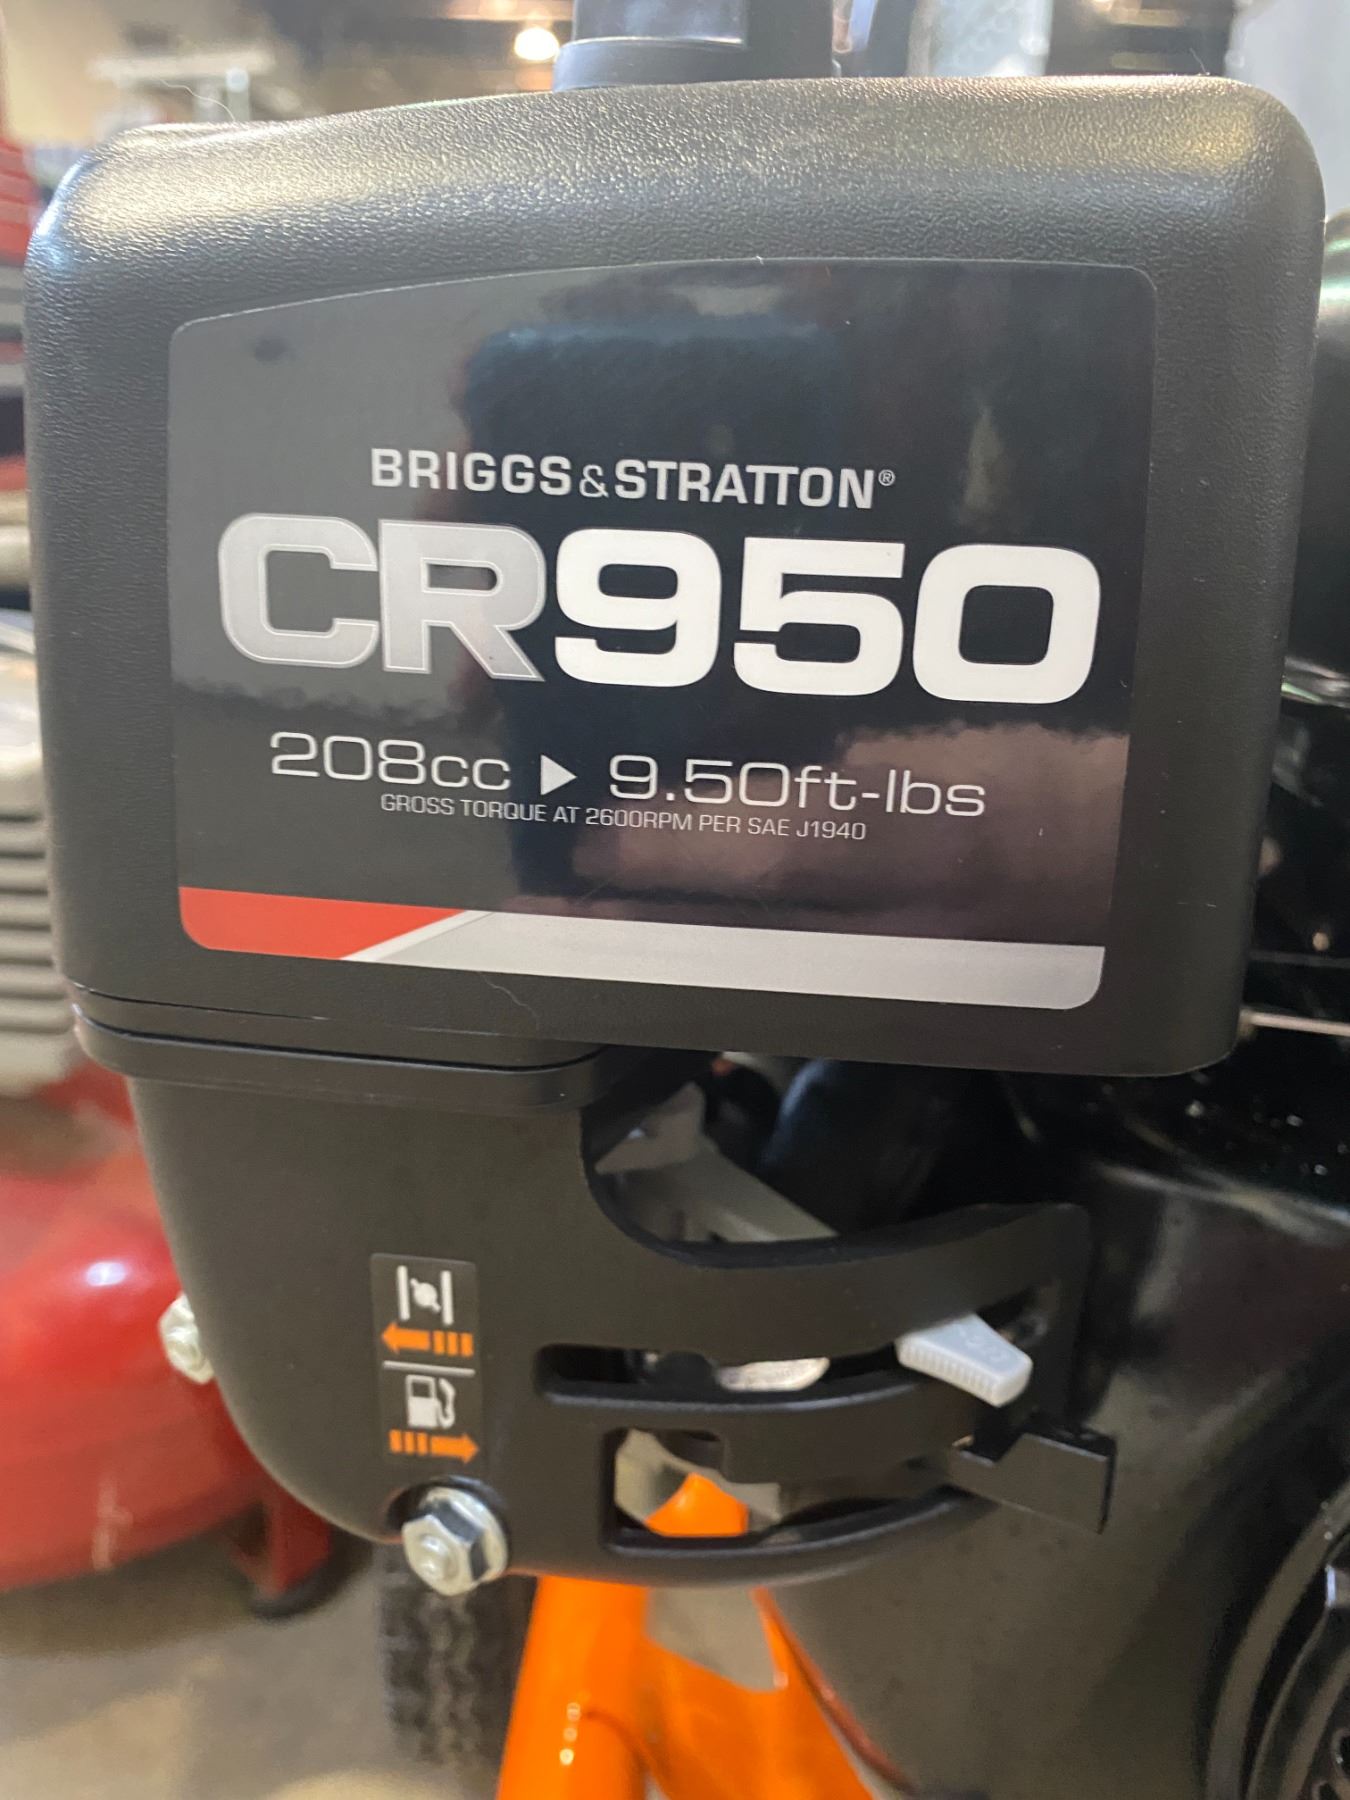 BRIGGS & STRATTON®
CR950
208cc ▶ 9.50ft-lbs
GROSS TORQUE AT 2600RPM PER SAE J1940